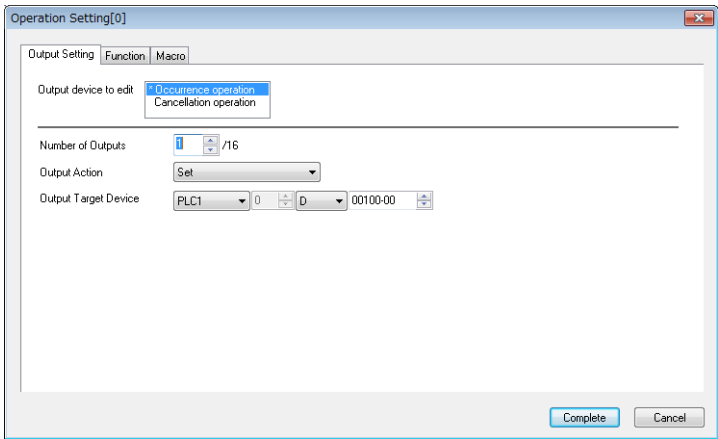 Operation Setting[0]
Output Setting Function Macro
Output device to edit
* Occurrence operation
Cancellation operation
Number of Outputs 1 /16
Output Action Set
Output Target Device PLC1 0 D 00100-00
Complete Cancel